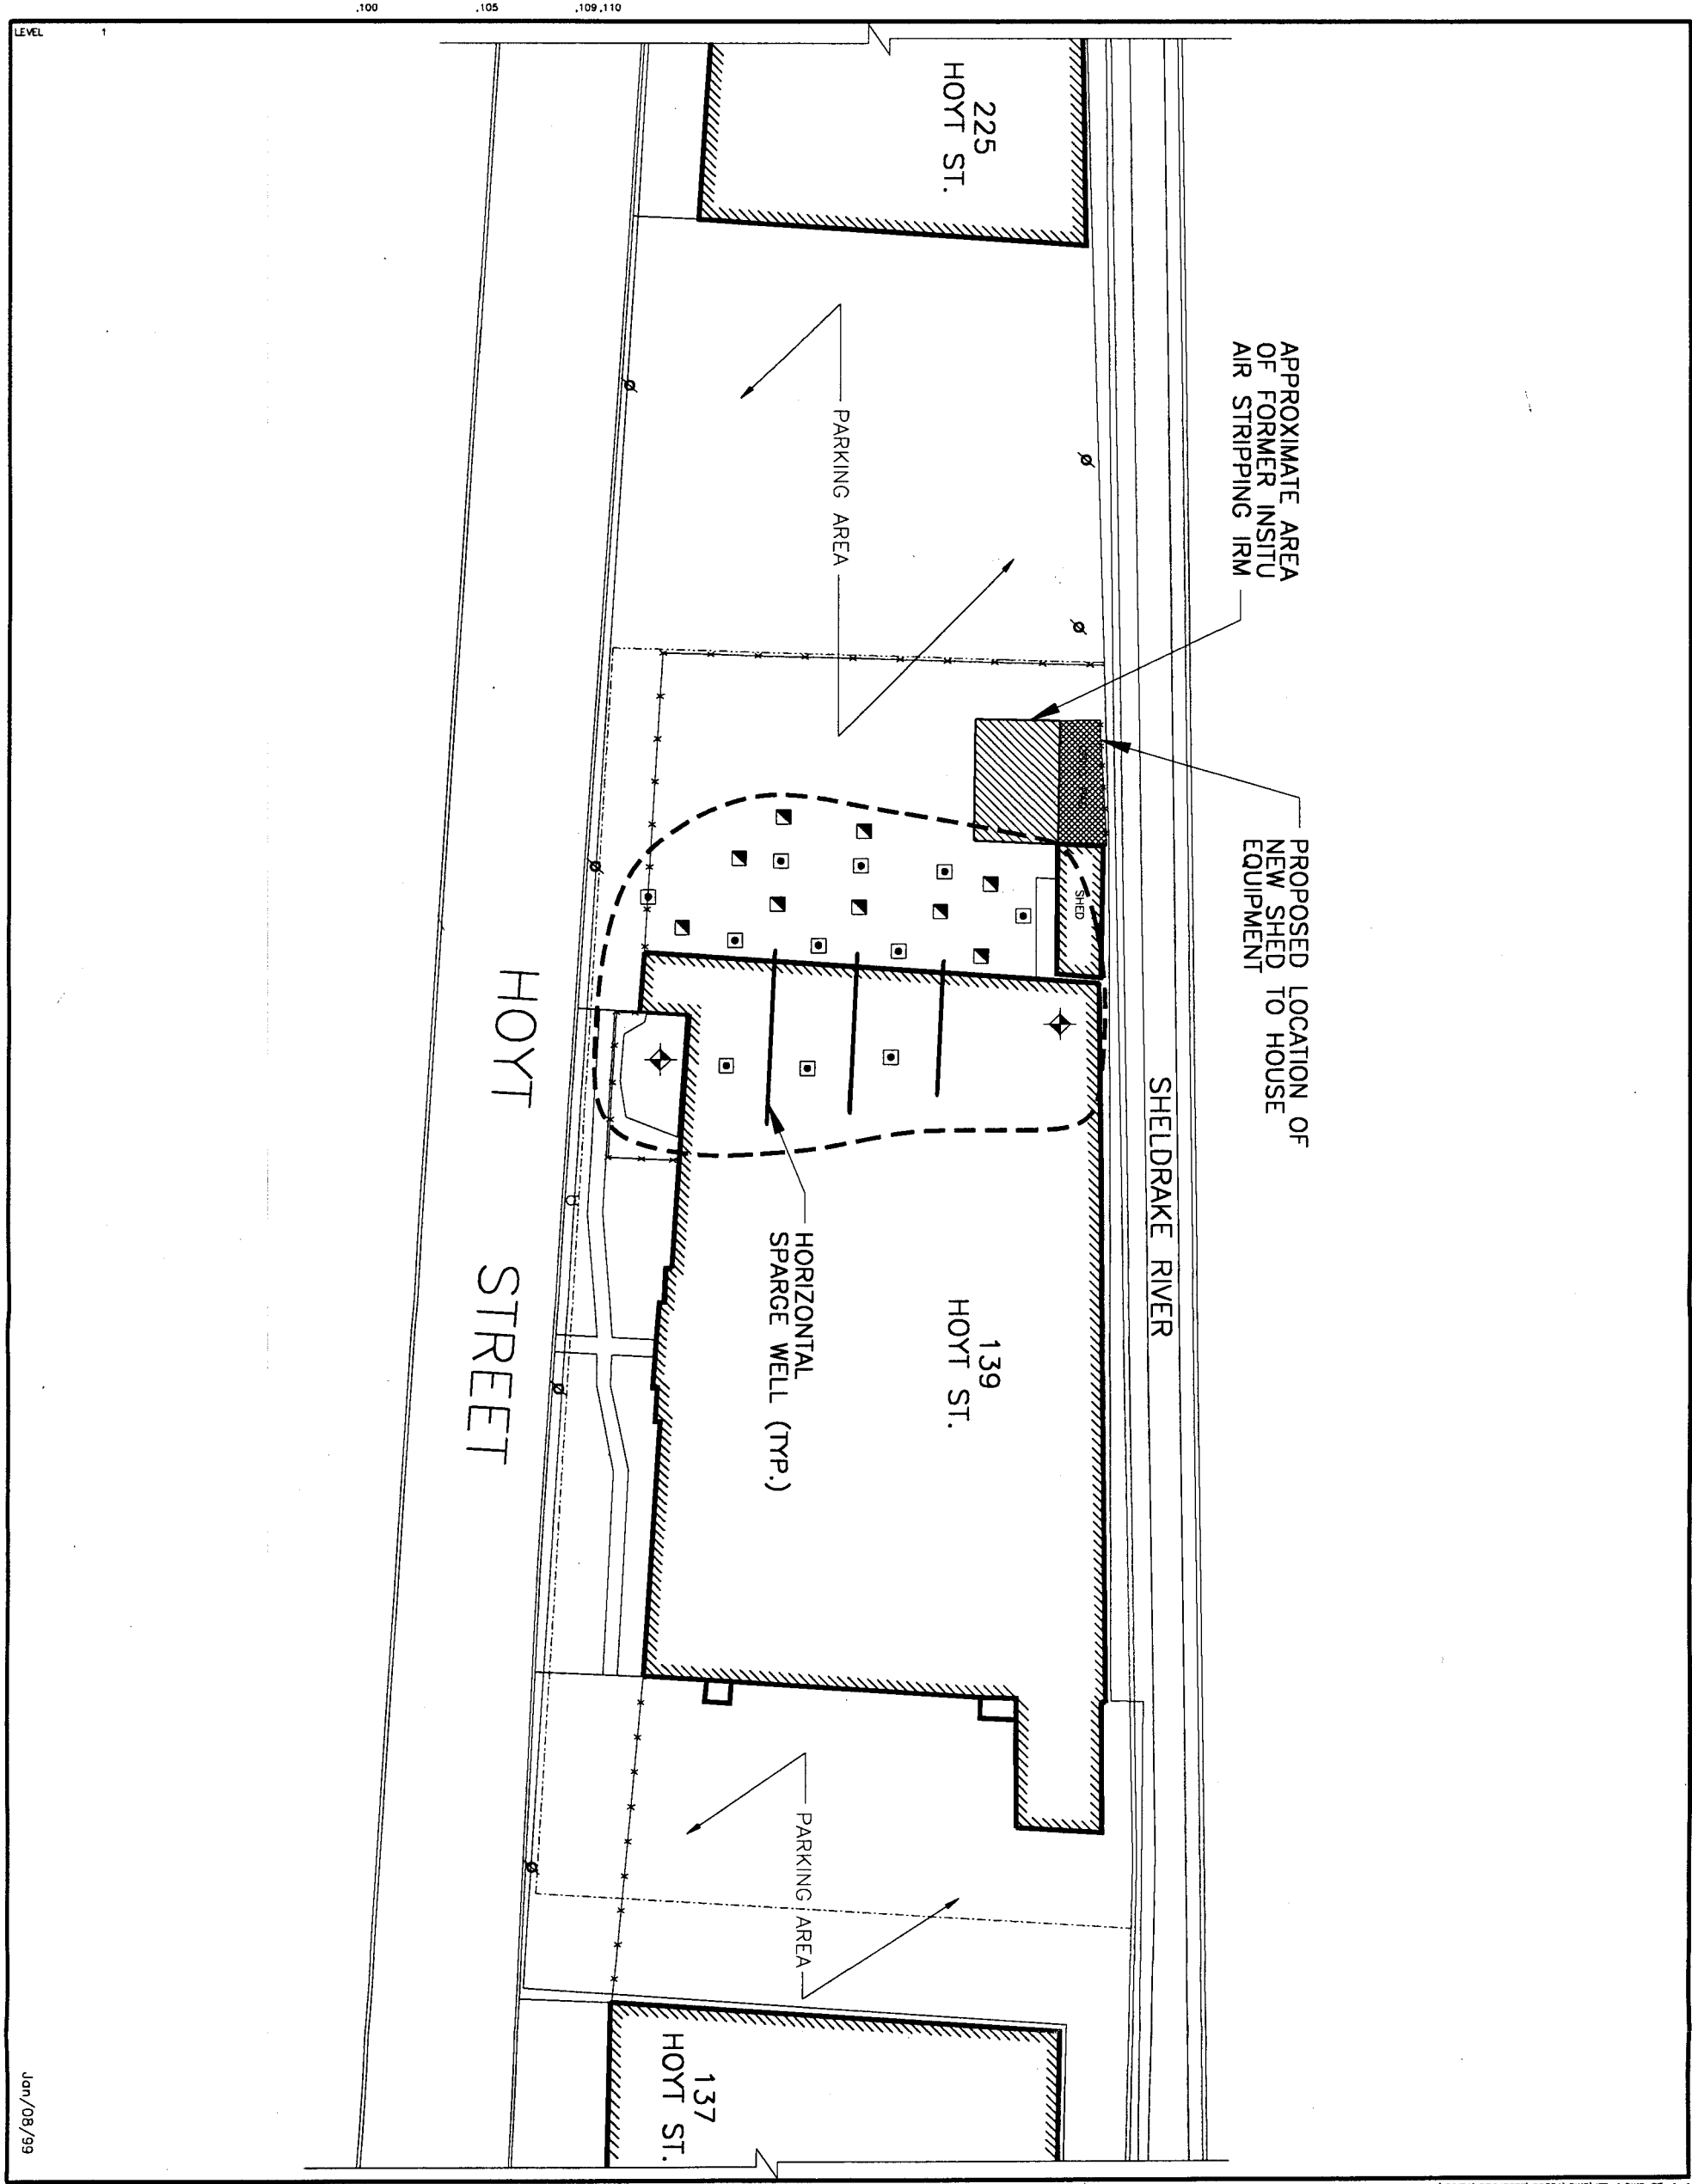 .100 .105 .109,110
LEVEL 1
225
HOYT ST.
APPROXIMATE AREA
OF FORMER INSITU
AIR STRIPPING IRM
PARKING AREA
PROPOSED LOCATION OF
NEW SHED TO HOUSE
EQUIPMENT
SHED
SHELDRAKE RIVER
HORIZONTAL
SPARGE WELL (TYP.)
139
HOYT ST.
HOYT STREET
PARKING AREA
137
HOYT ST.
Jan/08/99